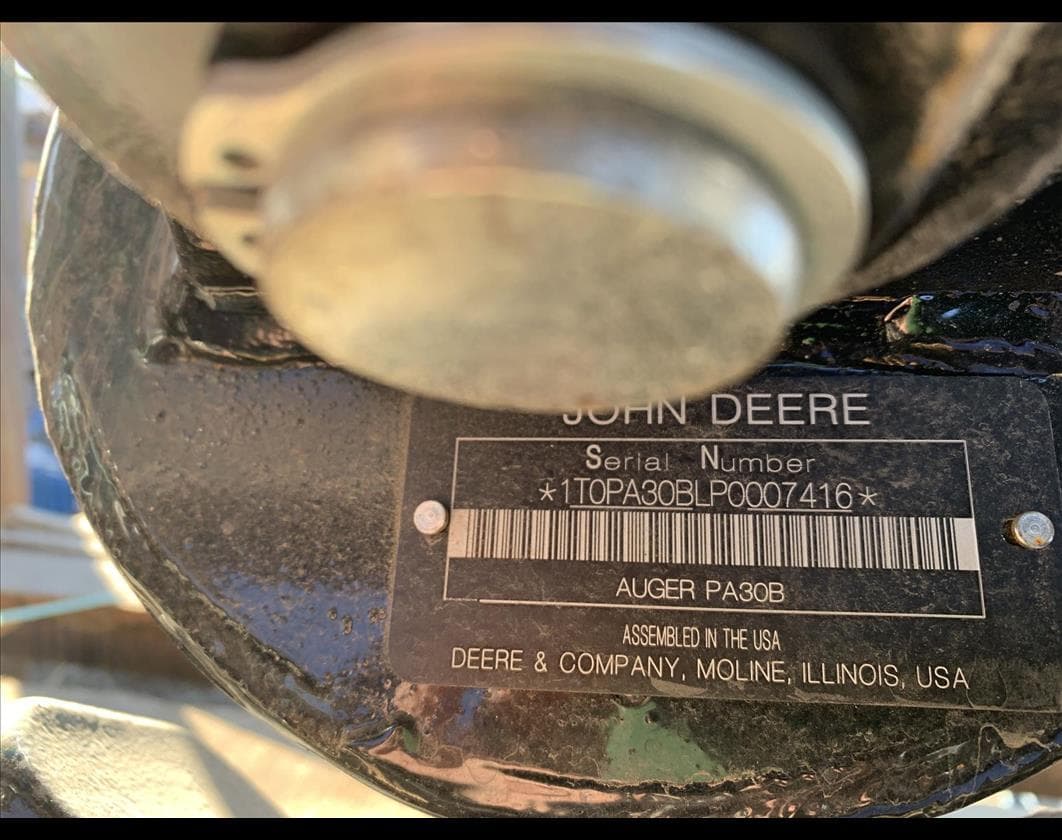 JOHN DEERE
Serial Number
*1T0PA30BLP0007416*
AUGER PA30B
ASSEMBLED IN THE USA
DEERE & COMPANY, MOLINE, ILLINOIS, USA